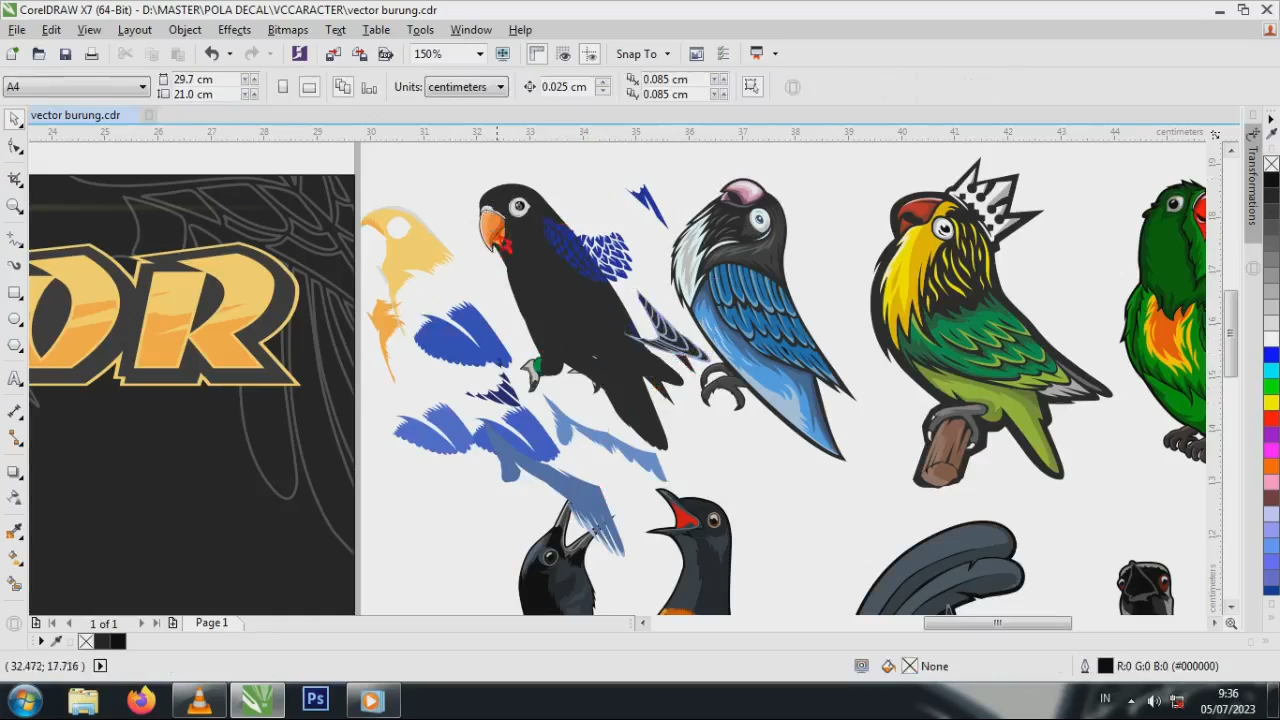 CorelDRAW X7 (64-Bit) - D:\MASTER\POLA DECAL\VCCARACTER\vector burung.cdr
File Edit View Layout Object Effects Bitmaps Text Table Tools Window Help
150% Snap To
A4 29.7 cm 21.0 cm Units: centimeters 0.025 cm 0.085 cm 0.085 cm
vector burung.cdr
24 25 26 27 28 29 30 31 32 33 34 35 36 37 38 39 40 41 42 43 44 centimeters
Transformations
OR
centimeters
1 of 1 Page 1
(32.472; 17.716) None R:0 G:0 B:0 (#000000)
Ps IN 9:36
05/07/2023